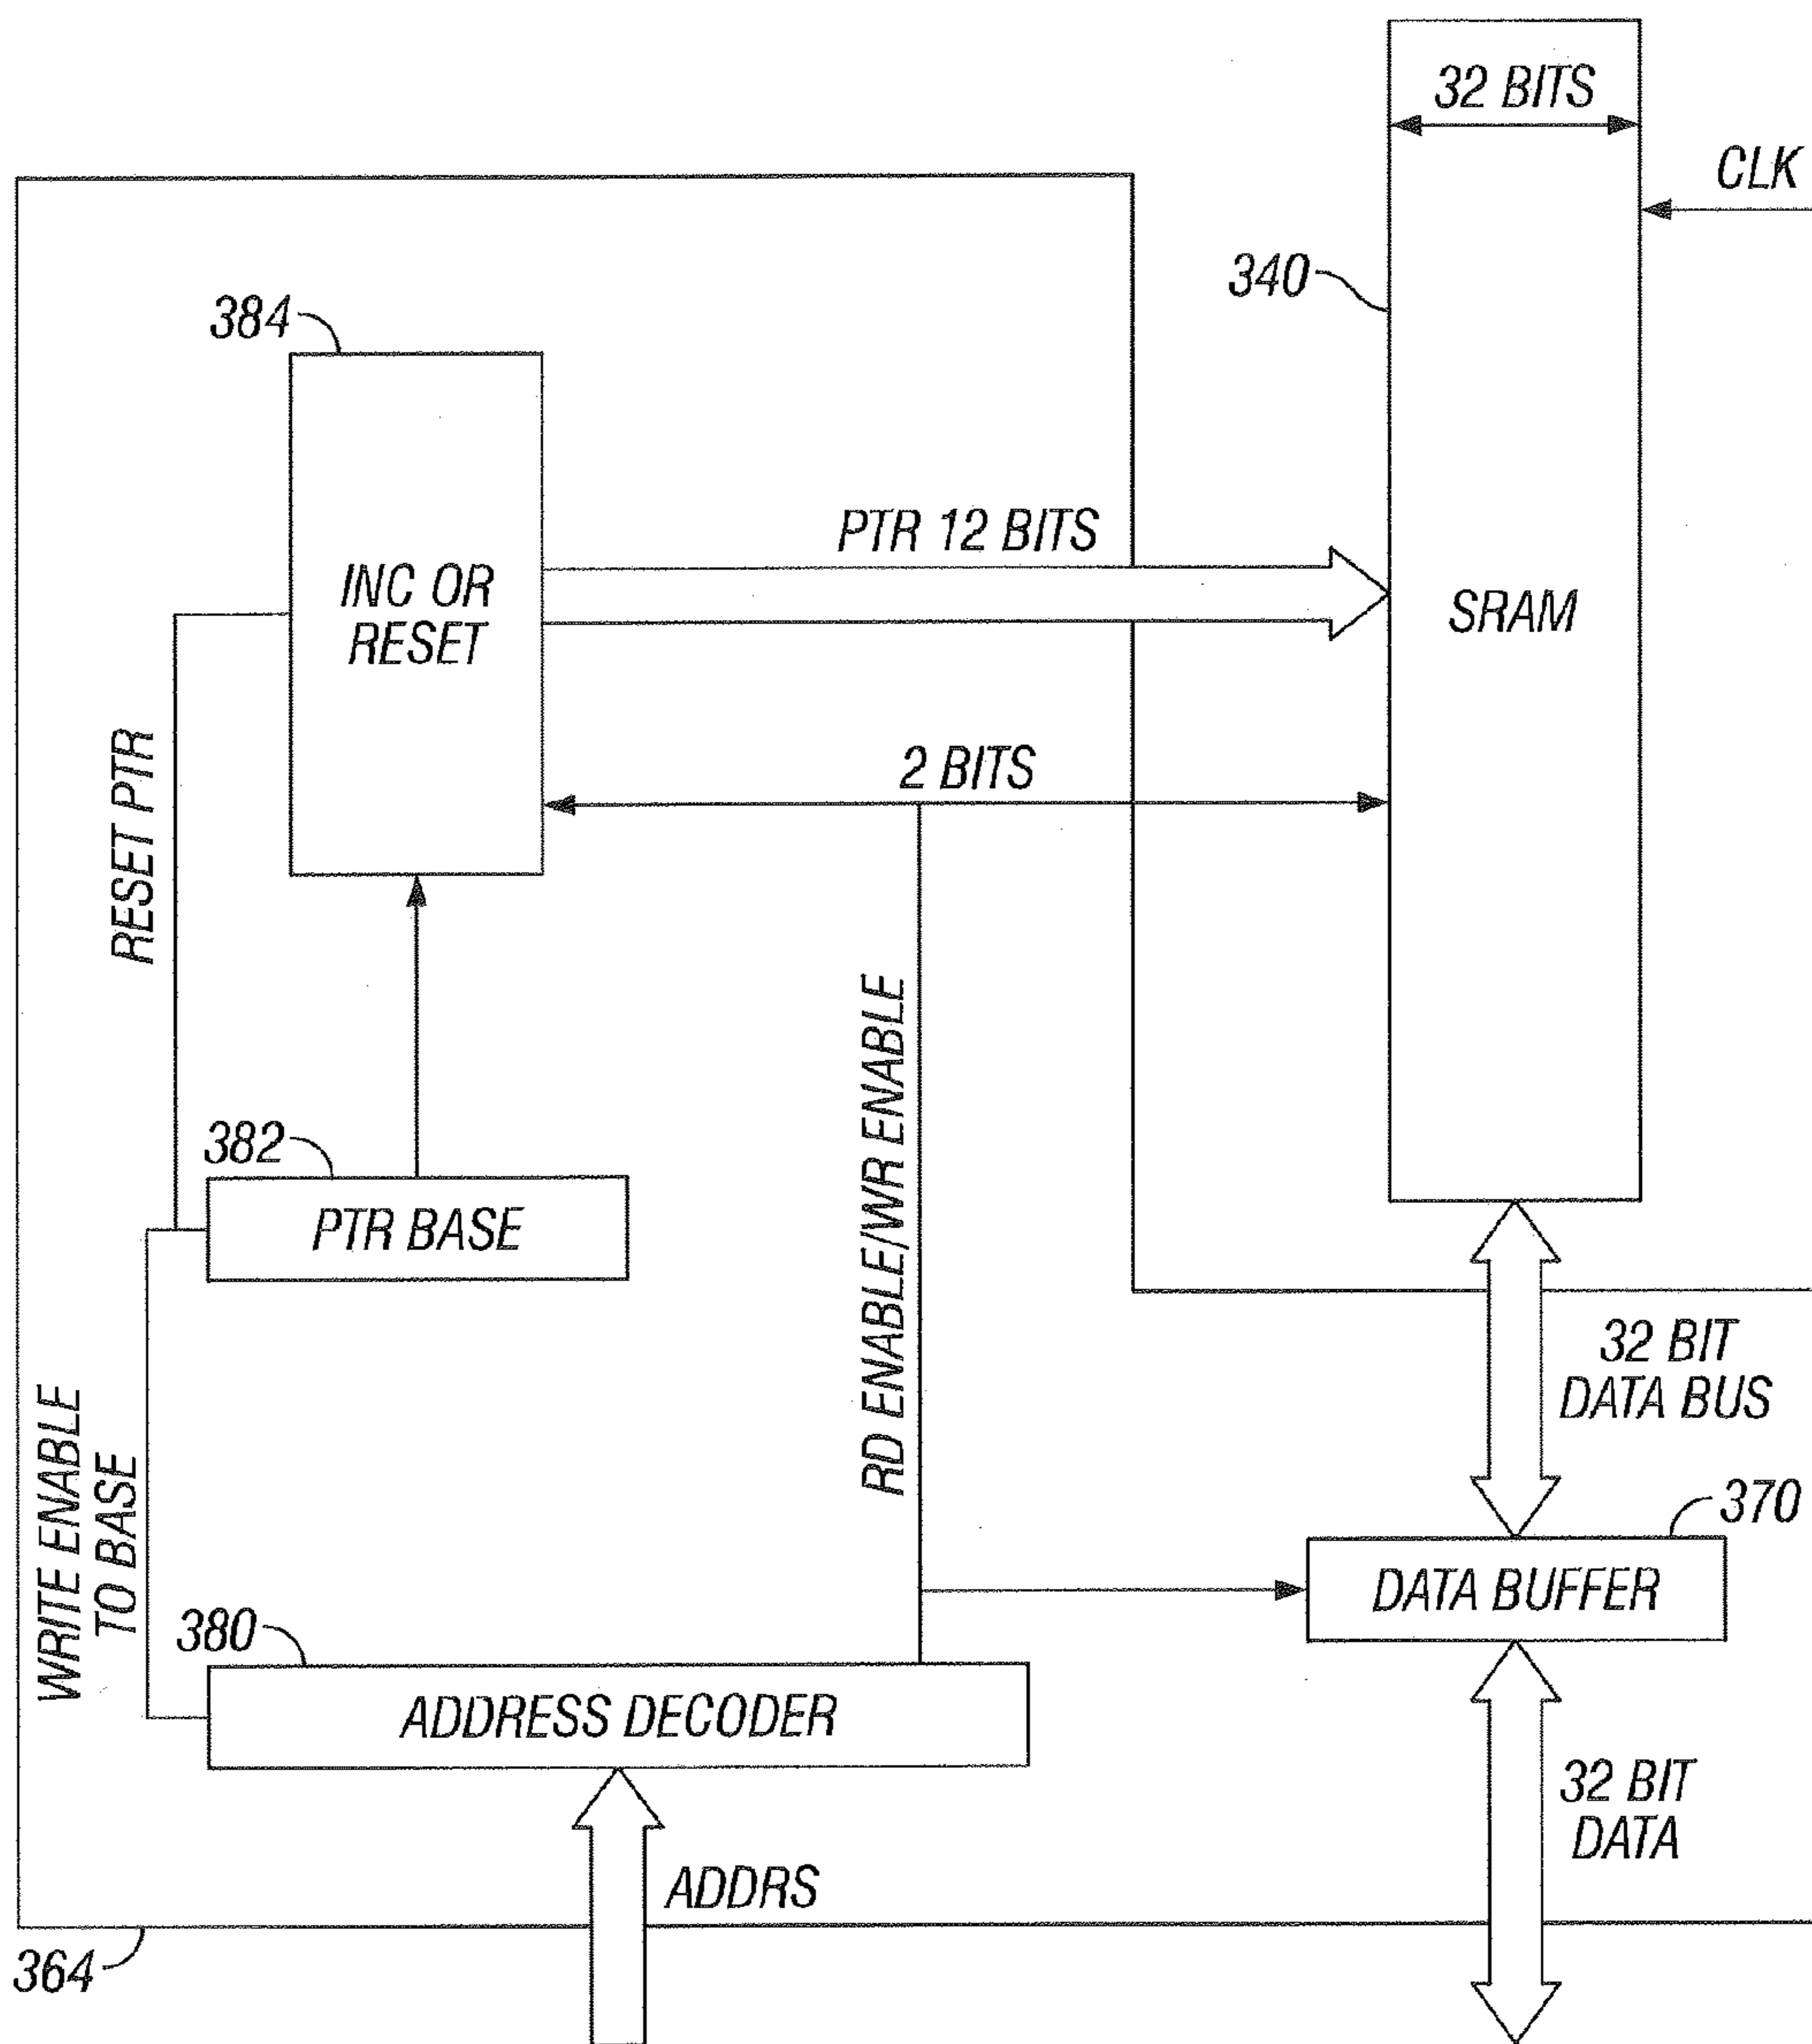 32 BITS
CLK
340
384
PTR 12 BITS
INC OR
RESET
SRAM
2 BITS
RESET PTR
RD ENABLE/WR ENABLE
382
PTR BASE
32 BIT
DATA BUS
WRITE ENABLE
TO BASE
370
DATA BUFFER
380
ADDRESS DECODER
32 BIT
DATA
ADDRS
364